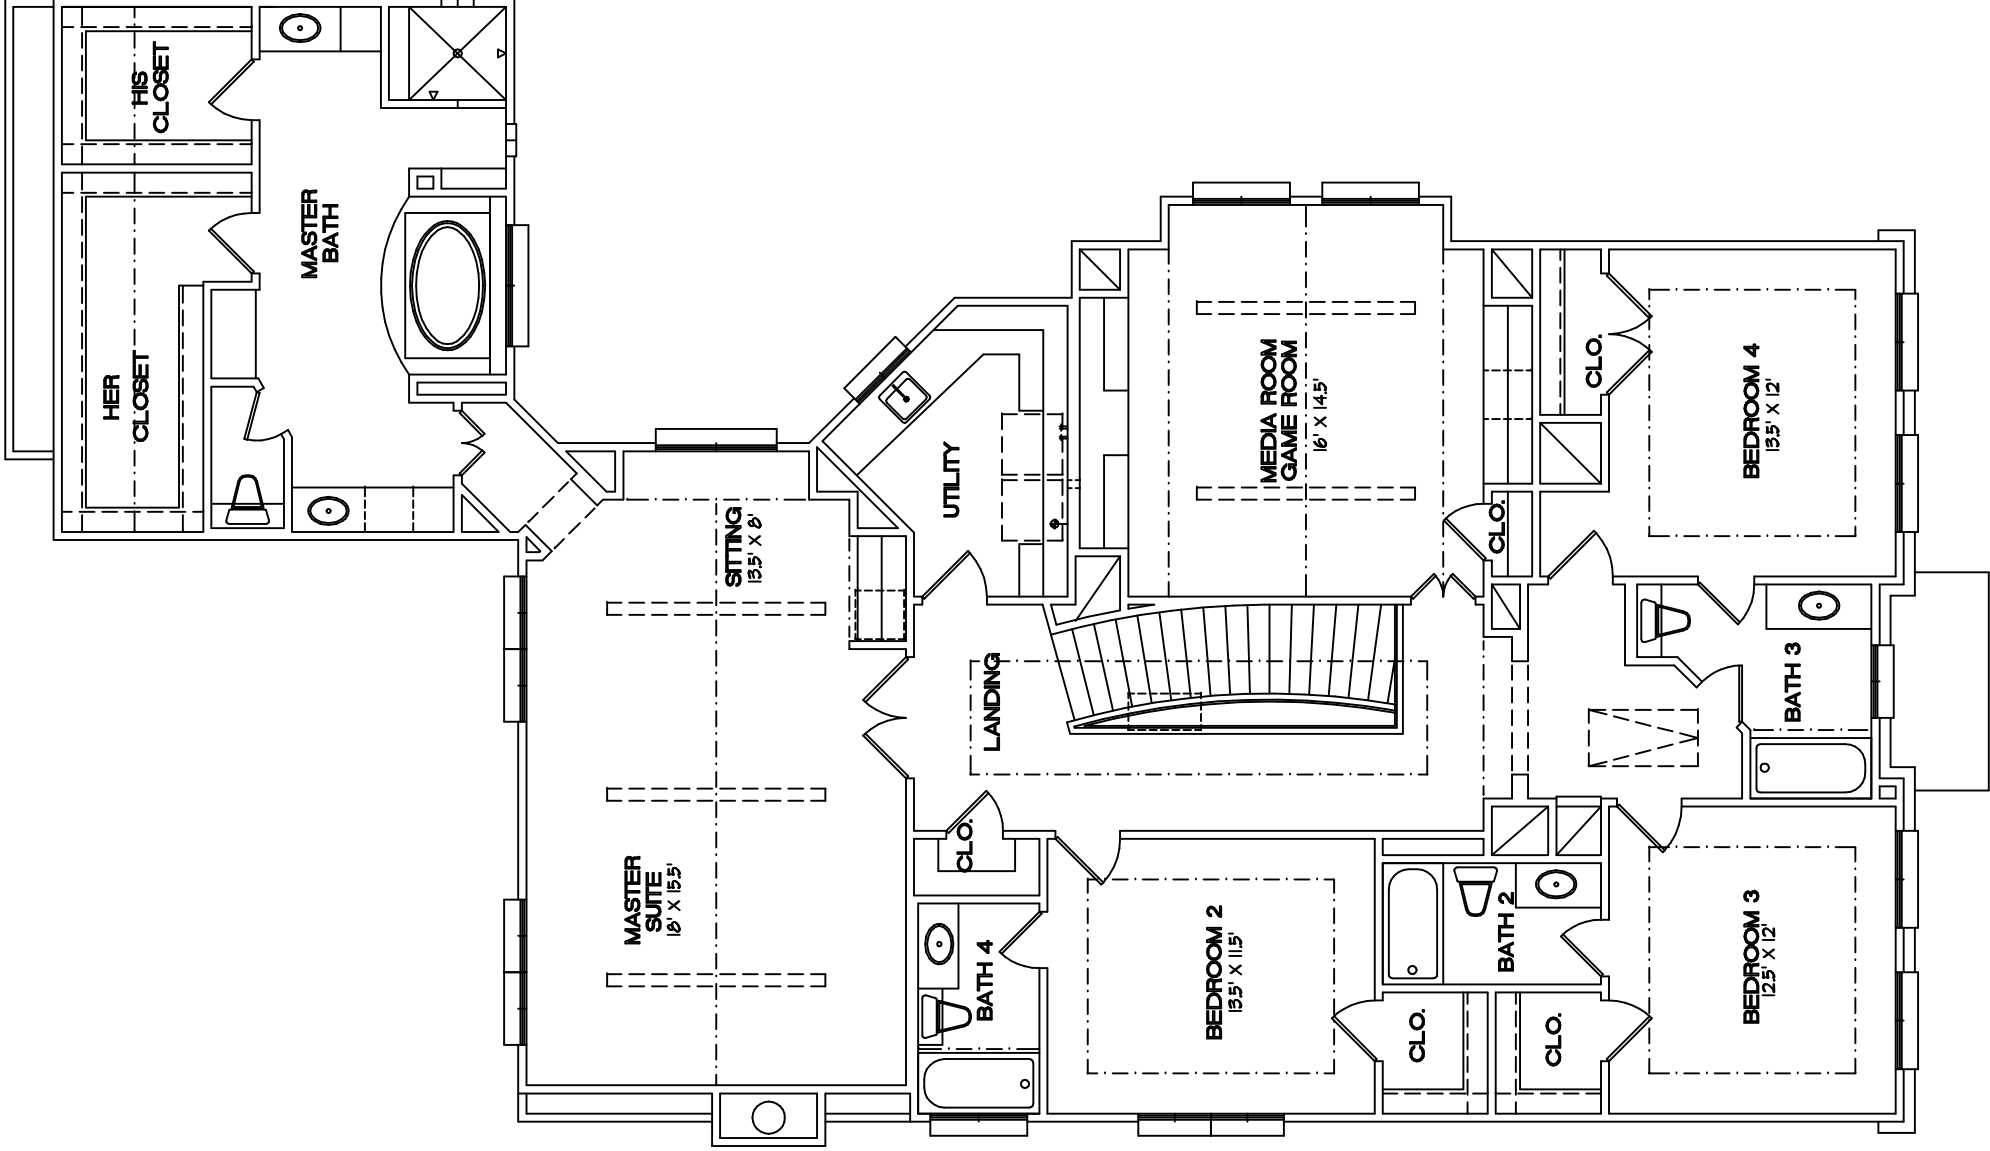 HIS
CLOSET
HER
CLOSET
MASTER
BATH
SITTING
13.5' X 8'
MASTER
SUITE
18' X 15.5'
UTILITY
LANDING
CLO.
BATH 4
MEDIA ROOM
GAME ROOM
16' X 14.5'
CLO.
CLO.
BEDROOM 4
13.5' X 12'
BATH 3
BEDROOM 2
13.5' X 11.5'
BATH 2
CLO.
CLO.
BEDROOM 3
12.5' X 12'